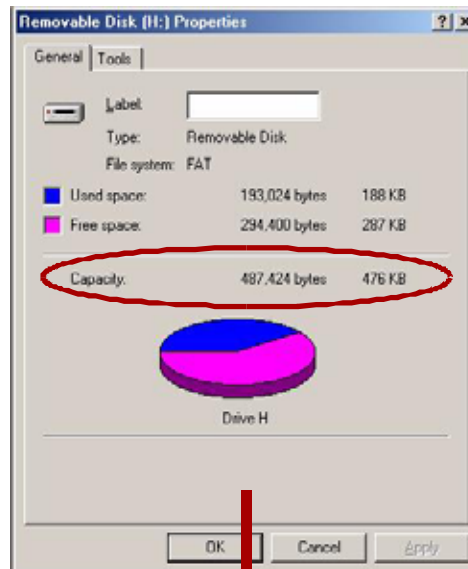 Removable Disk (H:) Properties
General Tools
Label:
Type: Removable Disk
File system: FAT
Used space: 193,024 bytes 188 KB
Free space: 294,400 bytes 287 KB
Capacity: 487,424 bytes 476 KB
Drive H
OK Cancel Apply